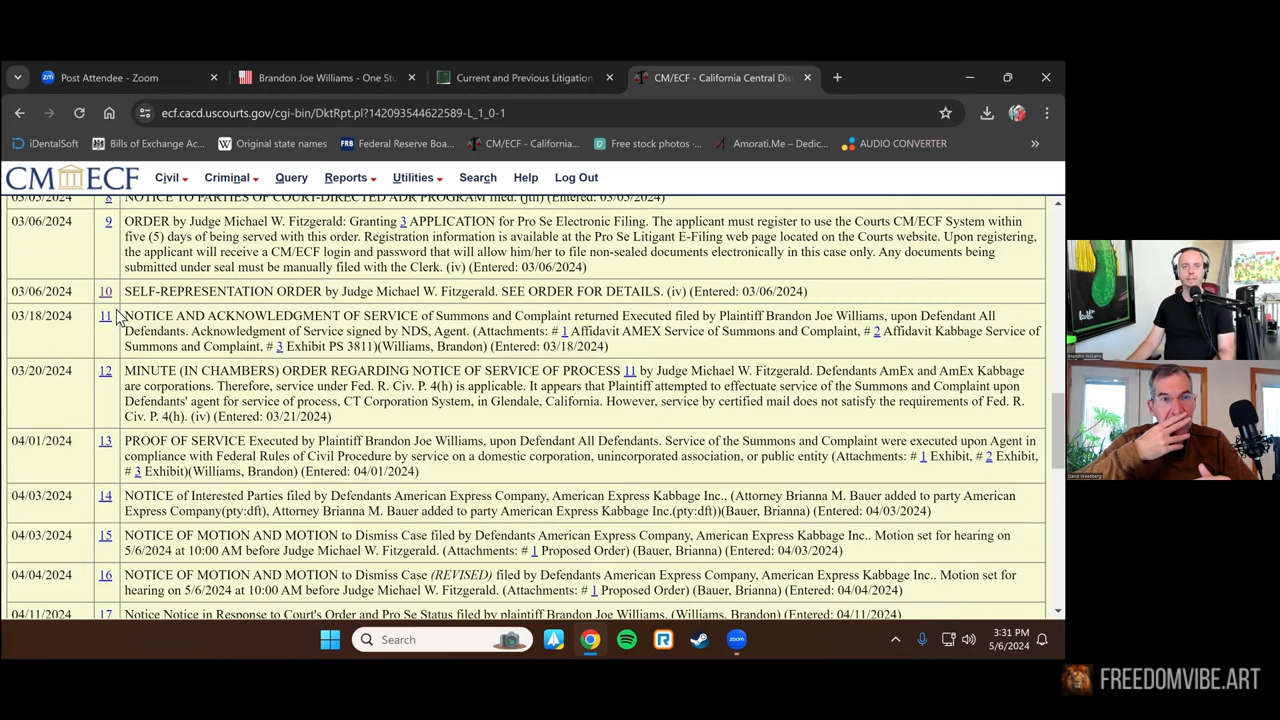 Post Attendee - Zoom
Brandon Joe Williams - One Stu
Current and Previous Litigation
CM/ECF - California Central Dis
ecf.cacd.uscourts.gov/cgi-bin/DktRpt.pl?142093544622589-L_1_0-1
iDentalSoft
Bills of Exchange Ac...
Original state names
FRB Federal Reserve Boa...
CM/ECF - California...
Free stock photos -...
Amorati.Me – Dedic...
AUDIO CONVERTER
»
CM ECF
Civil
Criminal
Query
Reports
Utilities
Search
Help
Log Out
03/05/2024 8 NOTICE TO PARTIES OF COURT-DIRECTED ADR PROGRAM filed. (jtil) (Entered: 03/05/2024)
03/06/2024 9 ORDER by Judge Michael W. Fitzgerald: Granting 3 APPLICATION for Pro Se Electronic Filing. The applicant must register to use the Courts CM/ECF System within
five (5) days of being served with this order. Registration information is available at the Pro Se Litigant E-Filing web page located on the Courts website. Upon registering,
the applicant will receive a CM/ECF login and password that will allow him/her to file non-sealed documents electronically in this case only. Any documents being
submitted under seal must be manually filed with the Clerk. (iv) (Entered: 03/06/2024)
03/06/2024 10 SELF-REPRESENTATION ORDER by Judge Michael W. Fitzgerald. SEE ORDER FOR DETAILS. (iv) (Entered: 03/06/2024)
03/18/2024 11 NOTICE AND ACKNOWLEDGMENT OF SERVICE of Summons and Complaint returned Executed filed by Plaintiff Brandon Joe Williams, upon Defendant All
Defendants. Acknowledgment of Service signed by NDS, Agent. (Attachments: # 1 Affidavit AMEX Service of Summons and Complaint, # 2 Affidavit Kabbage Service of
Summons and Complaint, # 3 Exhibit PS 3811)(Williams, Brandon) (Entered: 03/18/2024)
03/20/2024 12 MINUTE (IN CHAMBERS) ORDER REGARDING NOTICE OF SERVICE OF PROCESS 11 by Judge Michael W. Fitzgerald. Defendants AmEx and AmEx Kabbage
are corporations. Therefore, service under Fed. R. Civ. P. 4(h) is applicable. It appears that Plaintiff attempted to effectuate service of the Summons and Complaint upon
Defendants' agent for service of process, CT Corporation System, in Glendale, California. However, service by certified mail does not satisfy the requirements of Fed. R.
Civ. P. 4(h). (iv) (Entered: 03/21/2024)
04/01/2024 13 PROOF OF SERVICE Executed by Plaintiff Brandon Joe Williams, upon Defendant All Defendants. Service of the Summons and Complaint were executed upon Agent in
compliance with Federal Rules of Civil Procedure by service on a domestic corporation, unincorporated association, or public entity (Attachments: # 1 Exhibit, # 2 Exhibit,
# 3 Exhibit)(Williams, Brandon) (Entered: 04/01/2024)
04/03/2024 14 NOTICE of Interested Parties filed by Defendants American Express Company, American Express Kabbage Inc., (Attorney Brianna M. Bauer added to party American
Express Company(pty:dft), Attorney Brianna M. Bauer added to party American Express Kabbage Inc.(pty:dft))(Bauer, Brianna) (Entered: 04/03/2024)
04/03/2024 15 NOTICE OF MOTION AND MOTION to Dismiss Case filed by Defendants American Express Company, American Express Kabbage Inc.. Motion set for hearing on
5/6/2024 at 10:00 AM before Judge Michael W. Fitzgerald. (Attachments: # 1 Proposed Order) (Bauer, Brianna) (Entered: 04/03/2024)
04/04/2024 16 NOTICE OF MOTION AND MOTION to Dismiss Case (REVISED) filed by Defendants American Express Company, American Express Kabbage Inc.. Motion set for
hearing on 5/6/2024 at 10:00 AM before Judge Michael W. Fitzgerald. (Attachments: # 1 Proposed Order) (Bauer, Brianna) (Entered: 04/04/2024)
04/11/2024 17 Notice Notice in Response to Court's Order and Pro Se Status filed by plaintiff Brandon Joe Williams. (Williams, Brandon) (Entered: 04/11/2024)
Brandon Williams
David Greenberg
Search
3:31 PM
5/6/2024
FREEDOMVIBE.ART